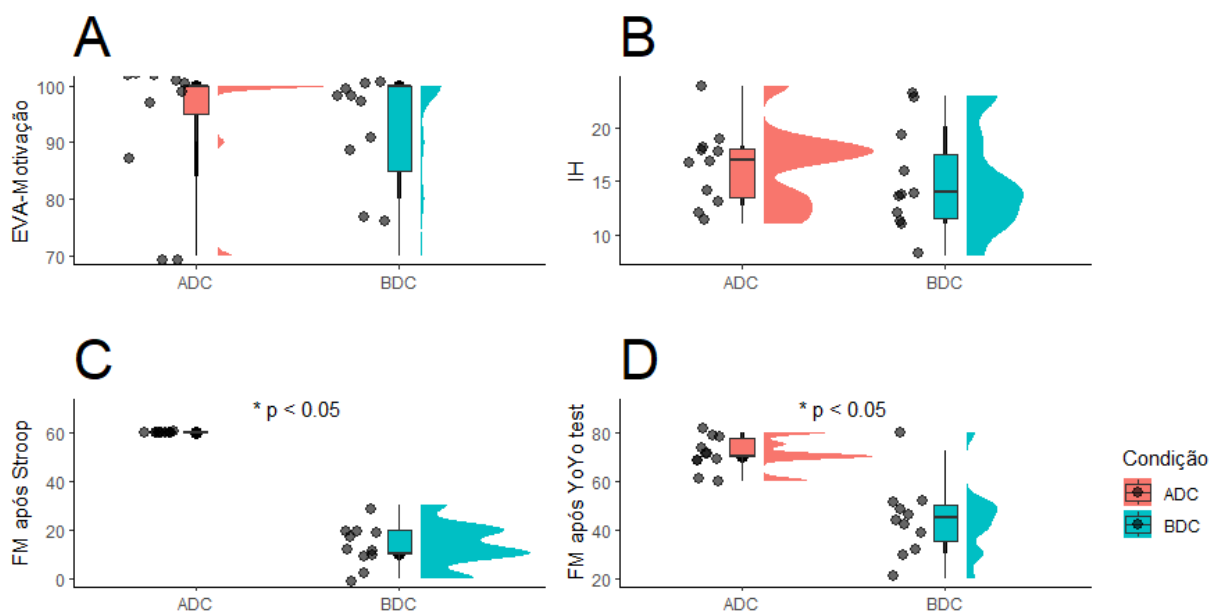 A
EVA-Motivação
100
90
80
70
ADC
BDC
B
IH
20
15
10
ADC
BDC
C
* p < 0.05
FM após Stroop
60
40
20
0
ADC
BDC
D
* p < 0.05
FM após YoYo test
80
60
40
20
ADC
BDC
Condição
ADC
BDC